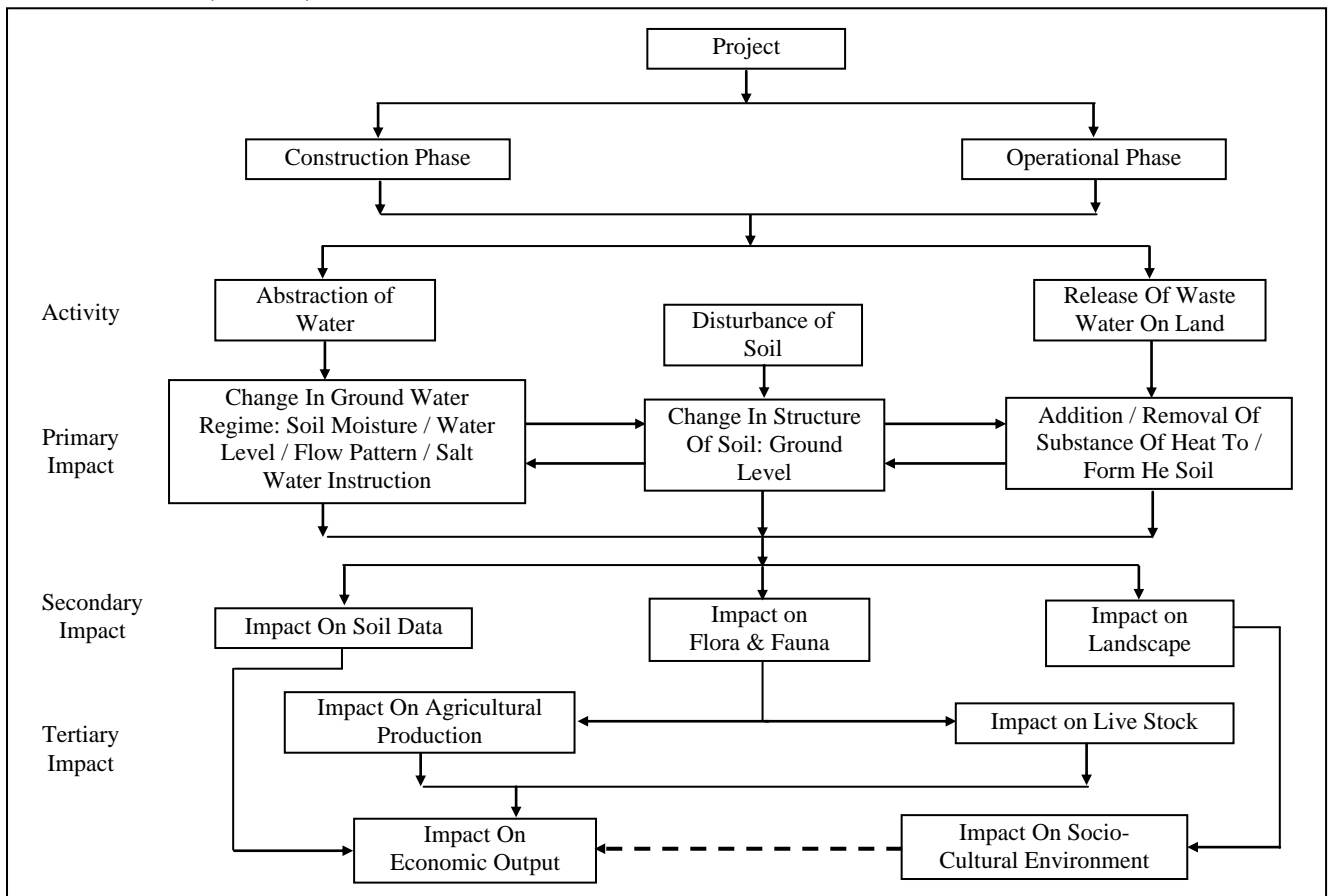 Project
Construction Phase
Operational Phase
Activity
Abstraction of
Water
Disturbance of
Soil
Release Of Waste
Water On Land
Primary
Impact
Change In Ground Water
Regime: Soil Moisture / Water
Level / Flow Pattern / Salt
Water Instruction
Change In Structure
Of Soil: Ground
Level
Addition / Removal Of
Substance Of Heat To /
Form He Soil
Secondary
Impact
Impact On Soil Data
Impact on
Flora & Fauna
Impact on
Landscape
Tertiary
Impact
Impact On Agricultural
Production
Impact on Live Stock
Impact On
Economic Output
Impact On Socio-
Cultural Environment